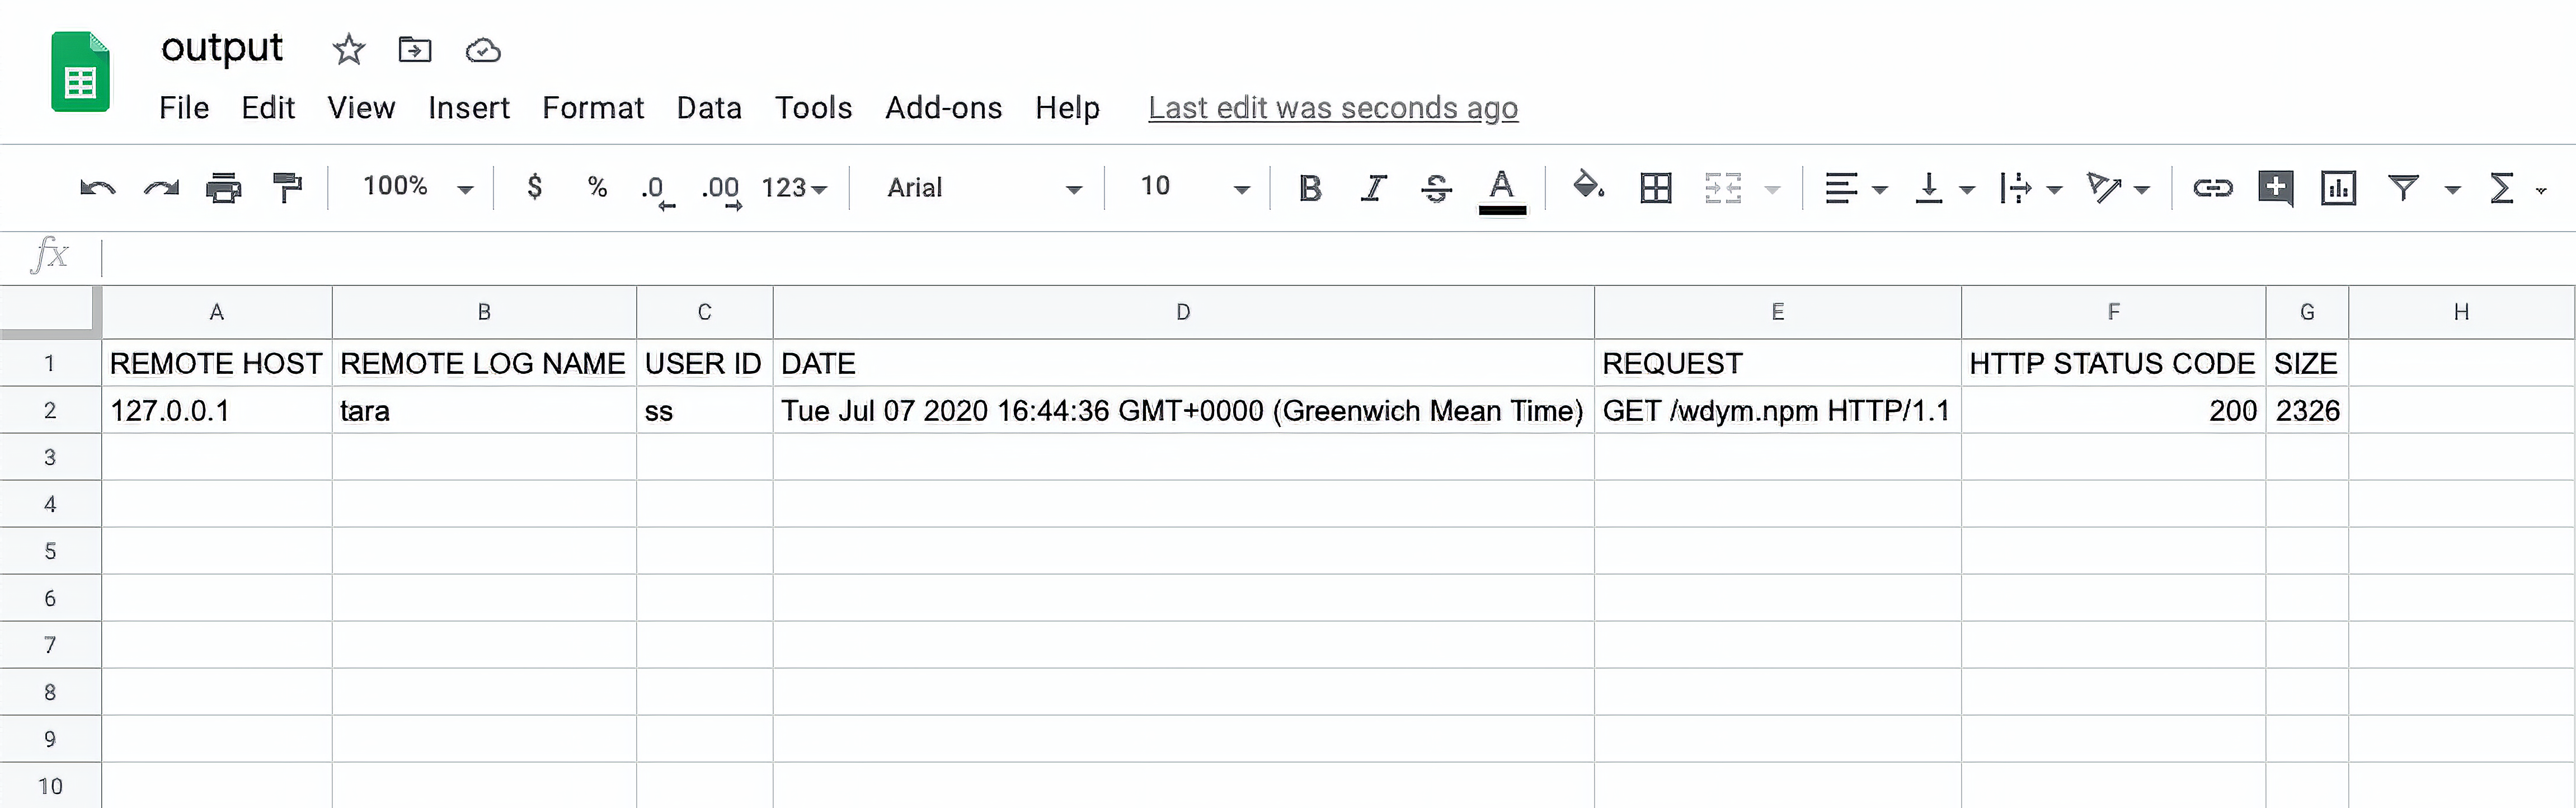 output
File Edit View Insert Format Data Tools Add-ons Help Last edit was seconds ago
100% $ % .0 .00 123 Arial 10 B I S A Σ
fx
A B C D E F G H
1 REMOTE HOST REMOTE LOG NAME USER ID DATE REQUEST HTTP STATUS CODE SIZE
2 127.0.0.1 tara ss Tue Jul 07 2020 16:44:36 GMT+0000 (Greenwich Mean Time) GET /wdym.npm HTTP/1.1 200 2326
3
4
5
6
7
8
9
10